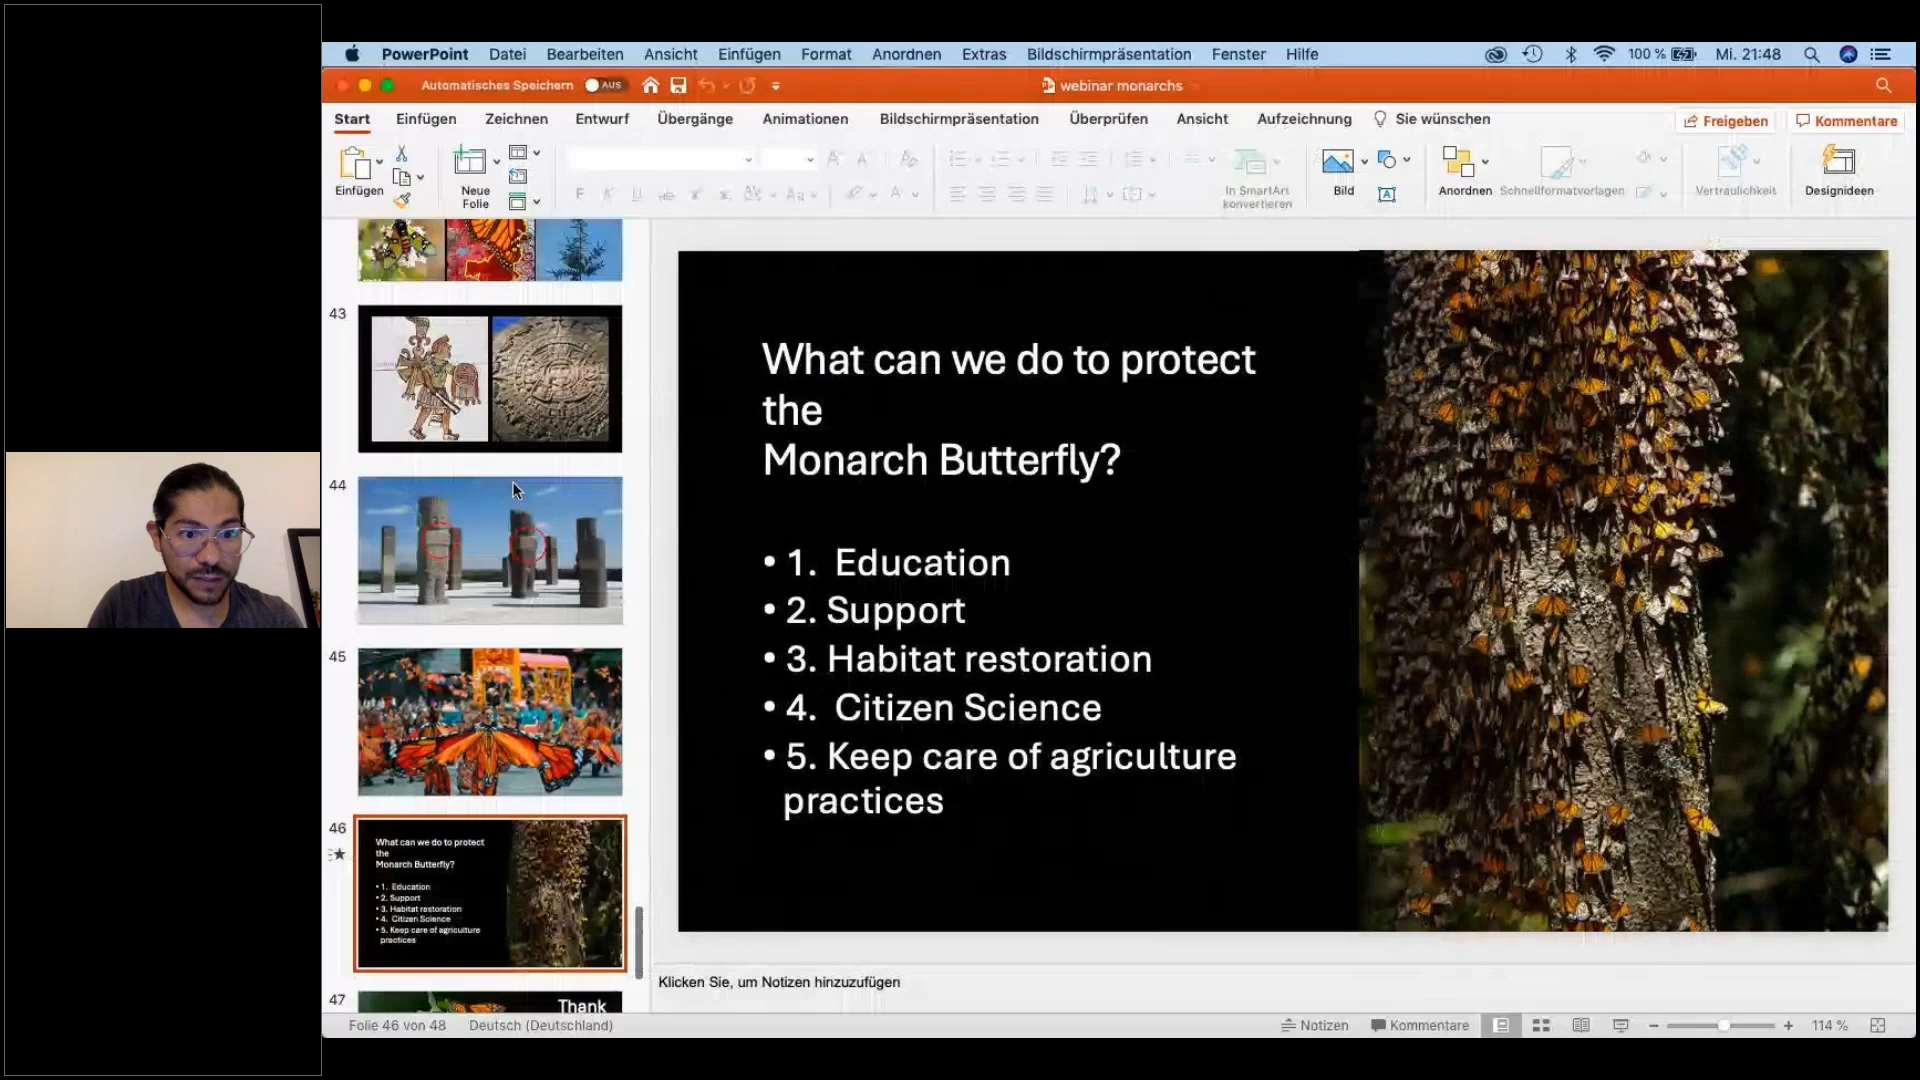 PowerPoint Datei Bearbeiten Ansicht Einfügen Format Anordnen Extras Bildschirmpräsentation Fenster Hilfe 100 % Mi. 21:48
Automatisches Speichern AUS webinar monarchs
Start Einfügen Zeichnen Entwurf Übergänge Animationen Bildschirmpräsentation Überprüfen Ansicht Aufzeichnung Sie wünschen Freigeben Kommentare
Einfügen
Neue
Folie
In SmartArt
konvertieren
Bild
Anordnen
Schnellformatvorlagen
Vertraulichkeit
Designideen
43
44
45
46
What can we do to protect
the
Monarch Butterfly?
• 1. Education
• 2. Support
• 3. Habitat restoration
• 4. Citizen Science
• 5. Keep care of agriculture
practices
47
Thank
What can we do to protect
the
Monarch Butterfly?
• 1. Education
• 2. Support
• 3. Habitat restoration
• 4. Citizen Science
• 5. Keep care of agriculture
practices
Klicken Sie, um Notizen hinzuzufügen
Folie 46 von 48 Deutsch (Deutschland) Notizen Kommentare 114 %